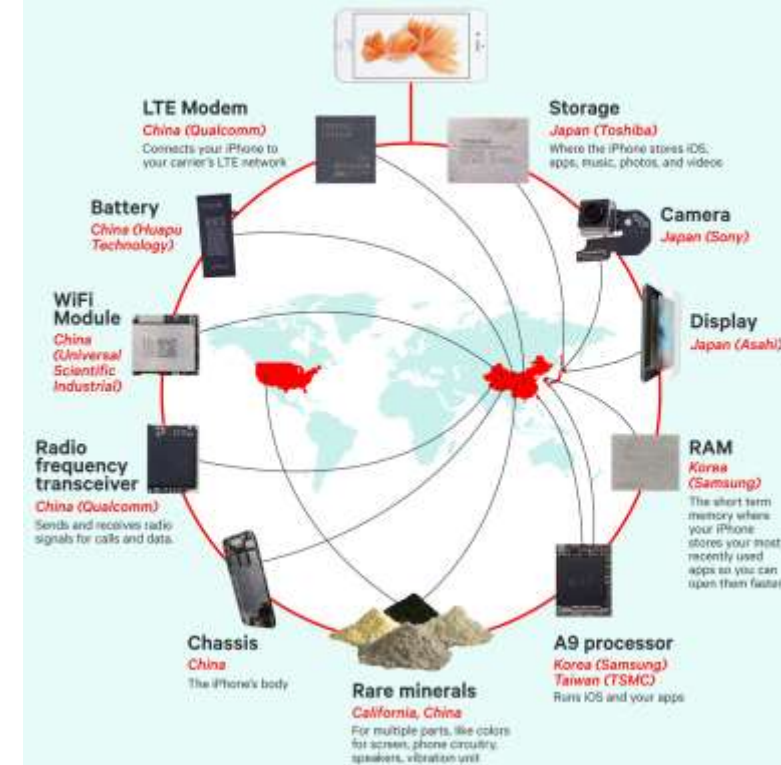 LTE Modem
China (Qualcomm)
Connects your iPhone to
your carrier's LTE network
Storage
Japan (Toshiba)
Where the iPhone stores iOS,
apps, music, photos, and videos
Battery
China (Huapu
Technology)
Camera
Japan (Sony)
WiFi
Module
China
(Universal
Scientific
Industrial)
Display
Japan (Asahi)
Radio
frequency
transceiver
China (Qualcomm)
Sends and receives radio
signals for calls and data.
RAM
Korea
(Samsung)
The short term
memory where
your iPhone
stores your most
recently used
apps so you can
open them faster
Chassis
China
The iPhone's body
A9 processor
Korea (Samsung)
Taiwan (TSMC)
Runs iOS and your apps
Rare minerals
California, China
For multiple parts, like colors
for screen, phone circuitry,
speakers, vibration unit